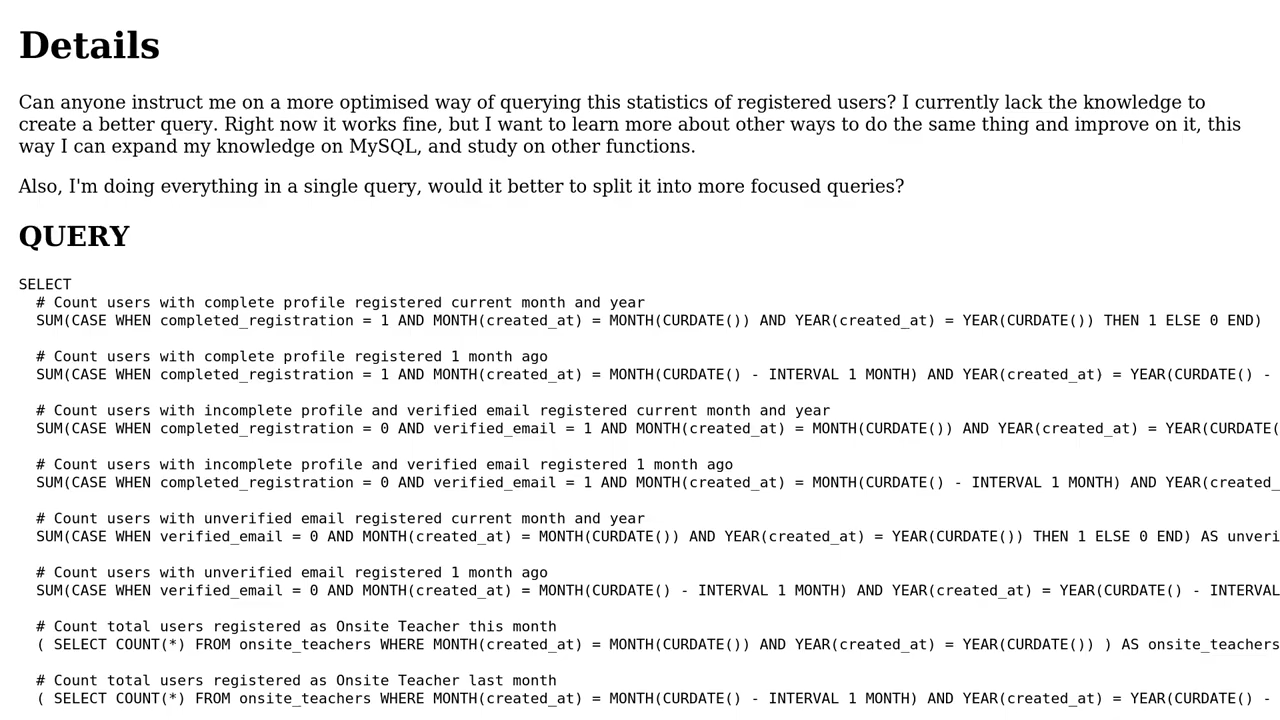 Details
Can anyone instruct me on a more optimised way of querying this statistics of registered users? I currently lack the knowledge to
create a better query. Right now it works fine, but I want to learn more about other ways to do the same thing and improve on it, this
way I can expand my knowledge on MySQL, and study on other functions.
Also, I'm doing everything in a single query, would it better to split it into more focused queries?
QUERY
SELECT
# Count users with complete profile registered current month and year
SUM(CASE WHEN completed_registration = 1 AND MONTH(created_at) = MONTH(CURDATE()) AND YEAR(created_at) = YEAR(CURDATE()) THEN 1 ELSE 0 END)
# Count users with complete profile registered 1 month ago
SUM(CASE WHEN completed_registration = 1 AND MONTH(created_at) = MONTH(CURDATE() - INTERVAL 1 MONTH) AND YEAR(created_at) = YEAR(CURDATE() -
# Count users with incomplete profile and verified email registered current month and year
SUM(CASE WHEN completed_registration = 0 AND verified_email = 1 AND MONTH(created_at) = MONTH(CURDATE()) AND YEAR(created_at) = YEAR(CURDATE(
# Count users with incomplete profile and verified email registered 1 month ago
SUM(CASE WHEN completed_registration = 0 AND verified_email = 1 AND MONTH(created_at) = MONTH(CURDATE() - INTERVAL 1 MONTH) AND YEAR(created_
# Count users with unverified email registered current month and year
SUM(CASE WHEN verified_email = 0 AND MONTH(created_at) = MONTH(CURDATE()) AND YEAR(created_at) = YEAR(CURDATE()) THEN 1 ELSE 0 END) AS unveri
# Count users with unverified email registered 1 month ago
SUM(CASE WHEN verified_email = 0 AND MONTH(created_at) = MONTH(CURDATE() - INTERVAL 1 MONTH) AND YEAR(created_at) = YEAR(CURDATE() - INTERVAL
# Count total users registered as Onsite Teacher this month
( SELECT COUNT(*) FROM onsite_teachers WHERE MONTH(created_at) = MONTH(CURDATE()) AND YEAR(created_at) = YEAR(CURDATE()) ) AS onsite_teachers
# Count total users registered as Onsite Teacher last month
( SELECT COUNT(*) FROM onsite_teachers WHERE MONTH(created_at) = MONTH(CURDATE() - INTERVAL 1 MONTH) AND YEAR(created_at) = YEAR(CURDATE() -